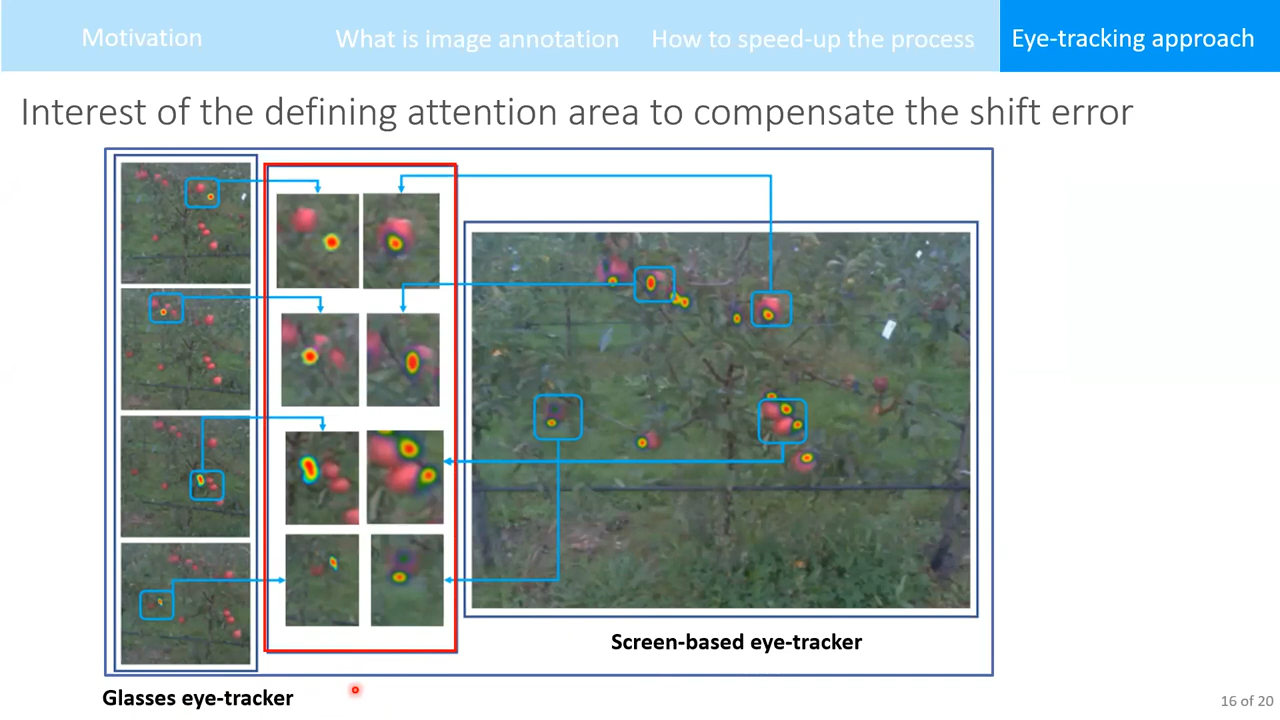 Motivation
What is image annotation
How to speed-up the process
Eye-tracking approach
Interest of the defining attention area to compensate the shift error
Screen-based eye-tracker
Glasses eye-tracker
16 of 20